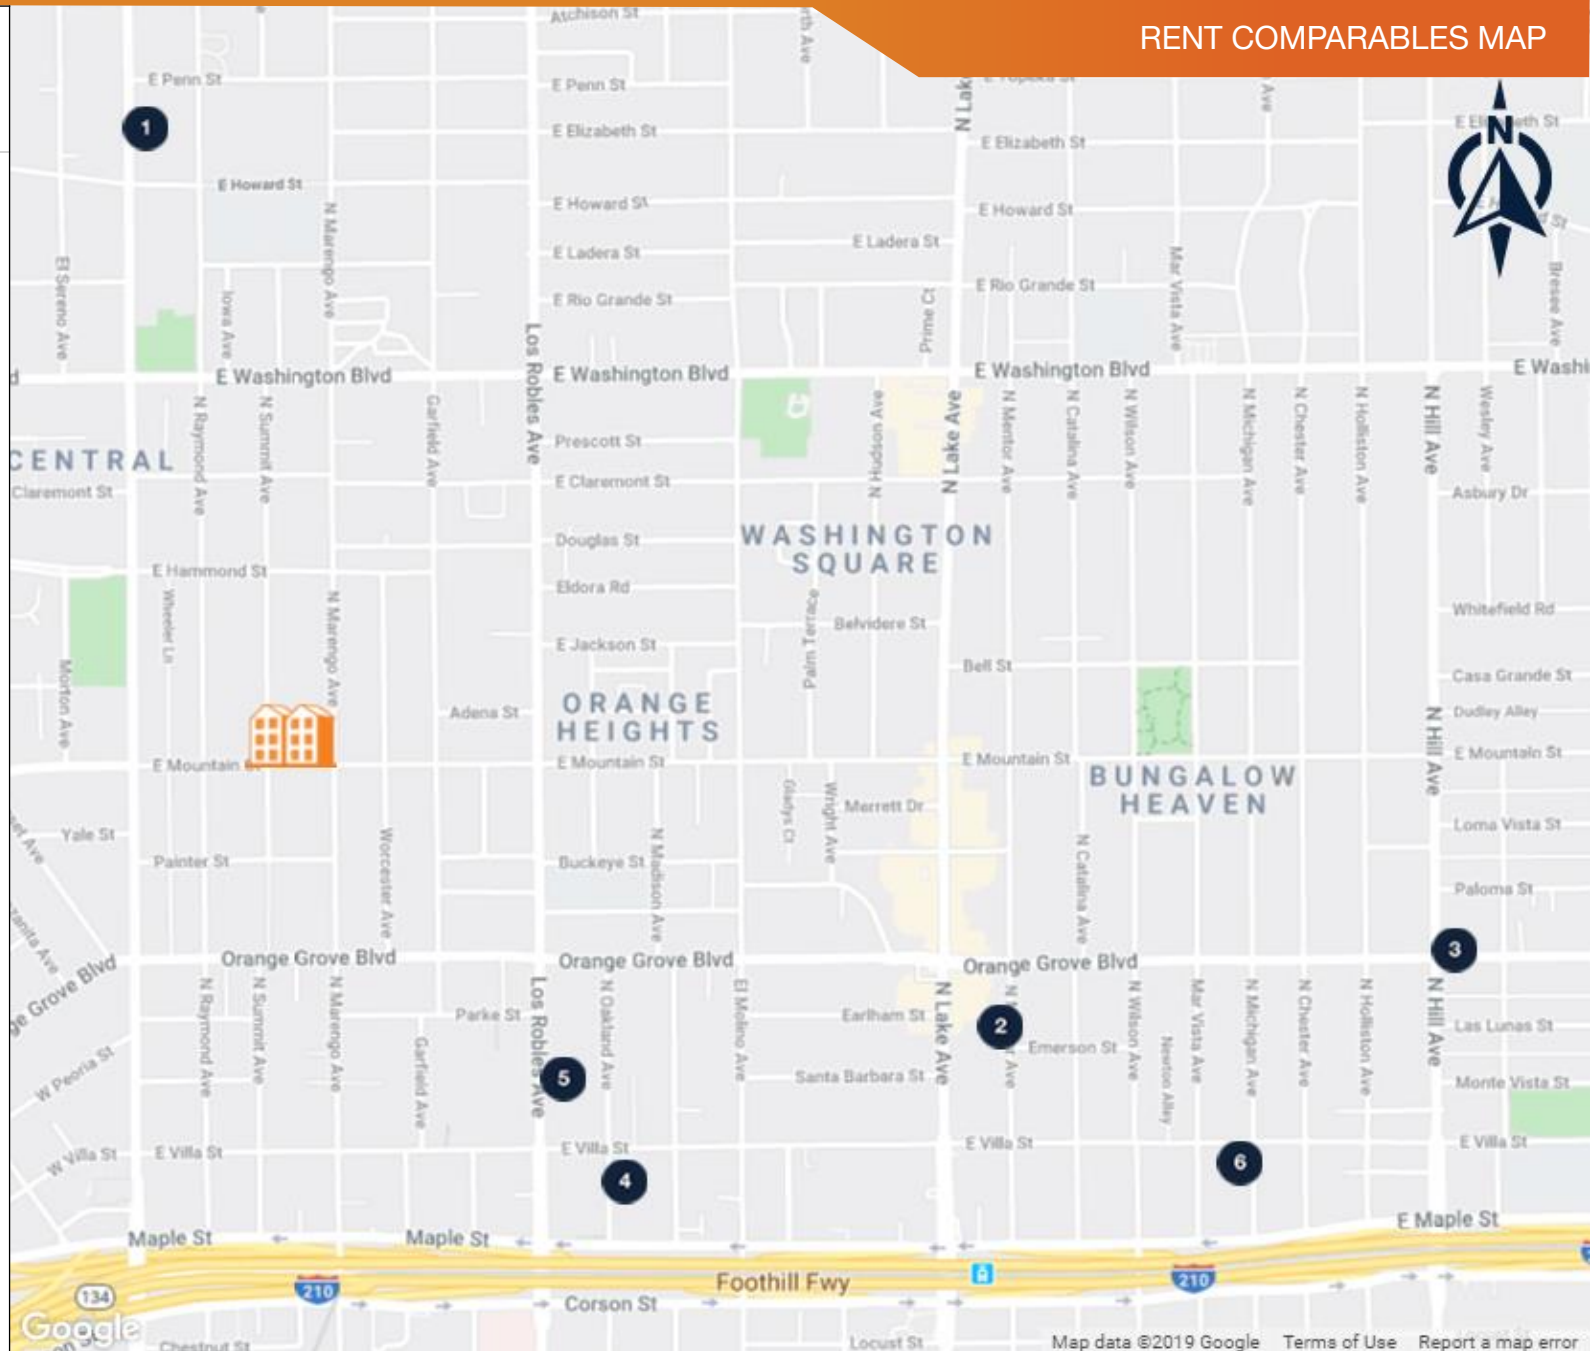 RENT COMPARABLES MAP
Atchison St
E Penn St
E Penn St
1
E Elizabeth St
N Lake
E Elizabeth St
Ave
N
E Howard St
E Howard St
E Howard St
E Ladera St
E Ladera St
N Marengo Ave
El Sereno Ave
Mar Vista Ave
Bresee Ave
Iowa Ave
E Rio Grande St
E Rio Grande St
Prime Ct
Los Robles Ave
E Washington Blvd
E Washington Blvd
E Washington Blvd
E Washi
N Raymond Ave
N Summit Ave
Garfield Ave
Prescott St
N Hudson Ave
N Lake Ave
N Mentor Ave
N Catalina Ave
N Wilson Ave
N Michigan Ave
N Chester Ave
N Holliston Ave
N Hill Ave
Wesley Ave
CENTRAL
Claremont St
E Claremont St
Asbury Dr
Douglas St
WASHINGTON
SQUARE
E Hammond St
Eldora Rd
Wheeler Ln
N Marengo Ave
Palm Terrace
Belvidere St
Whitefield Rd
E Jackson St
Bell St
Casa Grande St
Morton Ave
Adena St
ORANGE
HEIGHTS
N Hill Ave
Dudley Alley
E Mountain
E Mountain St
E Mountain St
E Mountain St
BUNGALOW
HEAVEN
Gladys Ct
Wright Ave
Merrett Dr
Yale St
Loma Vista St
Painter St
Worcester Ave
Buckeye St
N Madison Ave
N Catalina Ave
Paloma St
3
Orange Grove Blvd
Orange Grove Blvd
Orange Grove Blvd
ge Grove Blvd
N Raymond Ave
N Summit Ave
N Marengo Ave
Los Robles Ave
N Oakland Ave
El Molino Ave
N Lake Ave
N Wilson Ave
Mar Vista Ave
N Michigan Ave
N Chester Ave
N Holliston Ave
N Hill Ave
Parke St
Earlham St
2
Las Lunas St
Garfield Ave
Emerson St
Newton Alley
W Peoria St
5
Santa Barbara St
Monte Vista St
W Villa St
E Villa St
E Villa St
E Villa St
E Villa St
4
6
Maple St
Maple St
E Maple St
134
210
Foothill Fwy
210
Corson St
Google
Chestnut St
Locust St
Map data ©2019 Google
Terms of Use
Report a map error